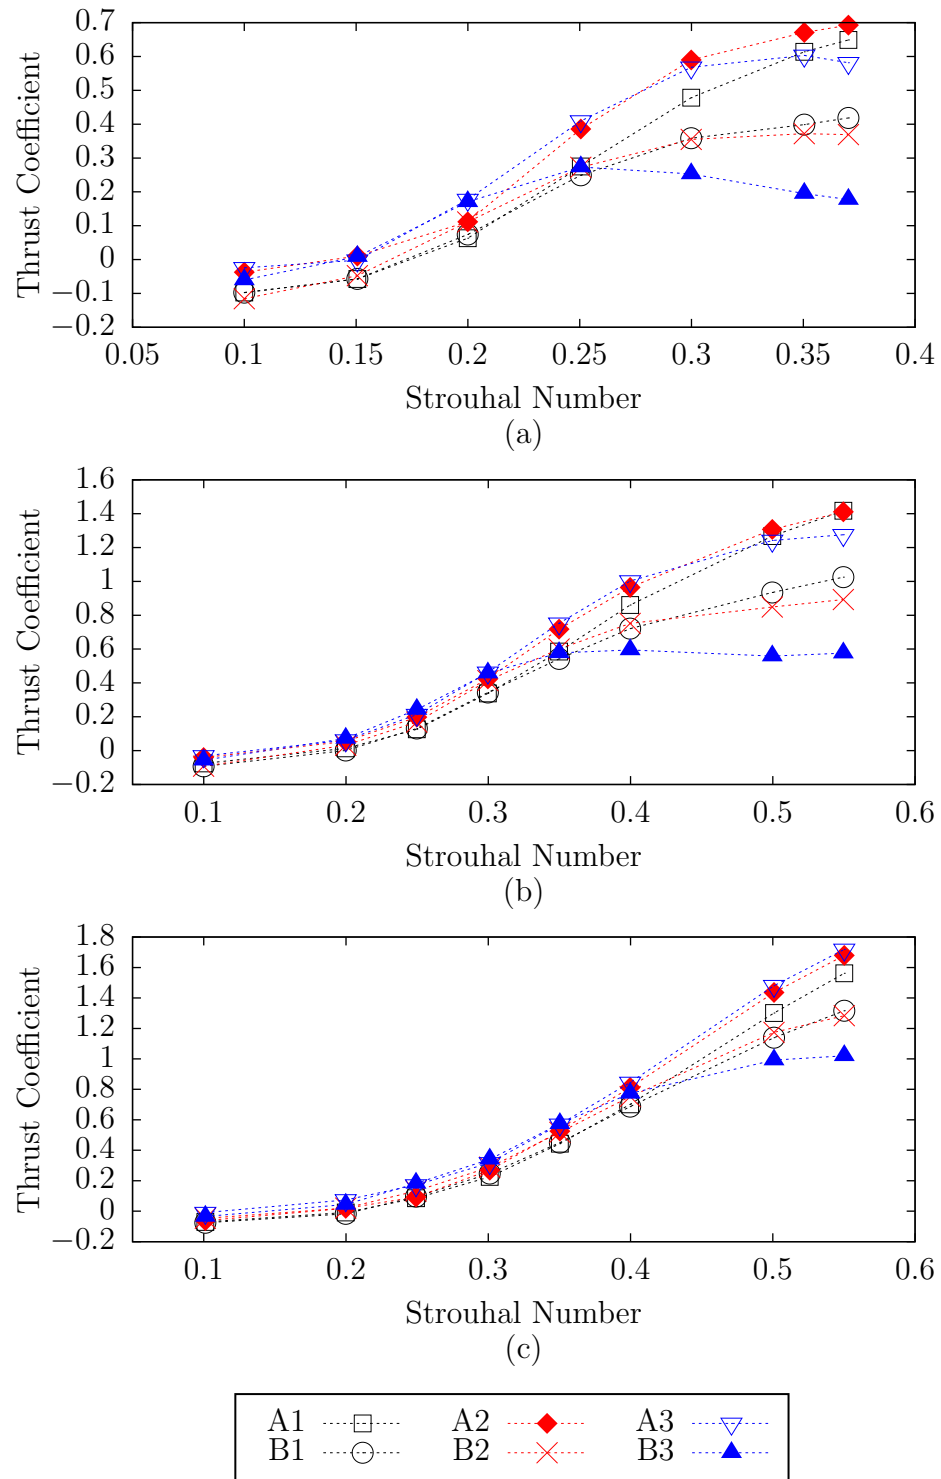 0.7
0.6
0.5
0.4
0.3
0.2
0.1
0
−0.1
−0.2
Thrust Coefficient
0.05 0.1 0.15 0.2 0.25 0.3 0.35 0.4
Strouhal Number
(a)
1.6
1.4
1.2
1
0.8
0.6
0.4
0.2
0
−0.2
Thrust Coefficient
0.1 0.2 0.3 0.4 0.5 0.6
Strouhal Number
(b)
1.8
1.6
1.4
1.2
1
0.8
0.6
0.4
0.2
0
−0.2
Thrust Coefficient
0.1 0.2 0.3 0.4 0.5 0.6
Strouhal Number
(c)
A1 A2 A3
B1 B2 B3